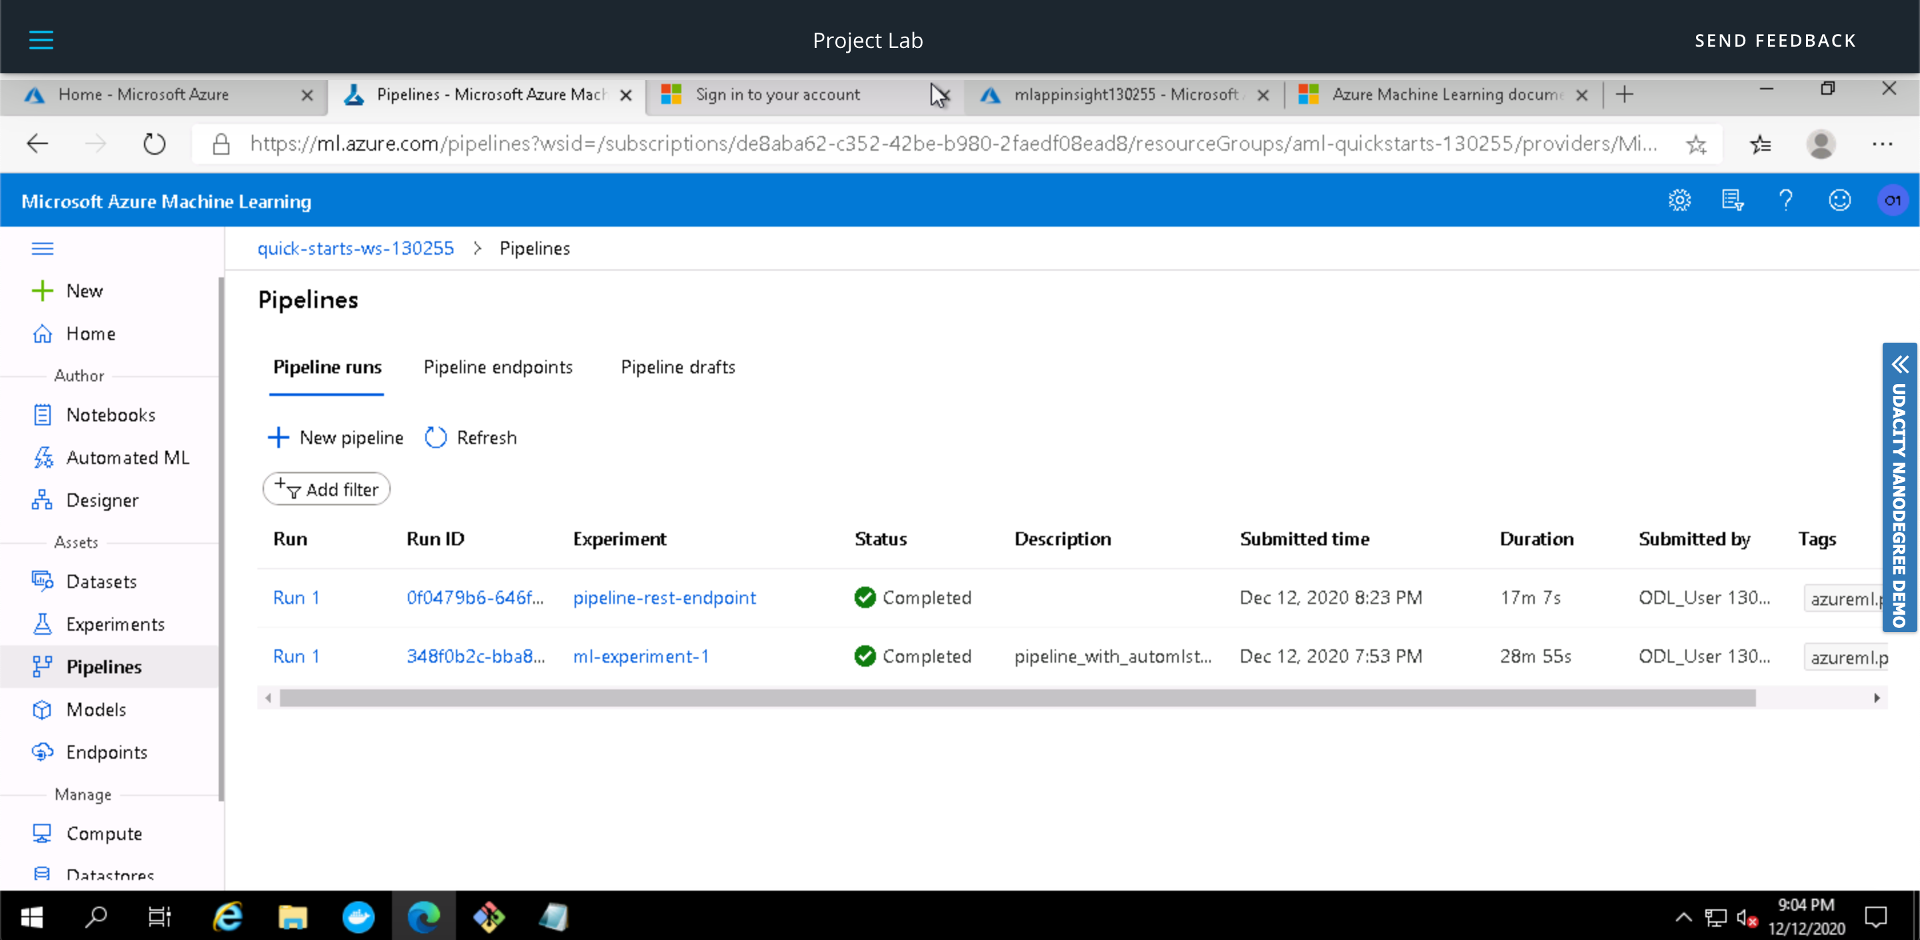 Project Lab
SEND FEEDBACK
Home - Microsoft Azure
Pipelines - Microsoft Azure Mach
Sign in to your account
mlappinsight130255 - Microsoft
Azure Machine Learning docum
https://ml.azure.com/pipelines?wsid=/subscriptions/de8aba62-c352-42be-b980-2faedf08ead8/resourceGroups/aml-quickstarts-130255/providers/Mi...
Microsoft Azure Machine Learning
O1
quick-starts-ws-130255 > Pipelines
New
Home
Author
Notebooks
Automated ML
Designer
Assets
Datasets
Experiments
Pipelines
Models
Endpoints
Manage
Compute
Datastores
Pipelines
Pipeline runs
Pipeline endpoints
Pipeline drafts
New pipeline
Refresh
Add filter
Run Run ID Experiment Status Description Submitted time Duration Submitted by Tags
Run 1 0f0479b6-646f... pipeline-rest-endpoint Completed Dec 12, 2020 8:23 PM 17m 7s ODL_User 130... azureml.p
Run 1 348f0b2c-bba8... ml-experiment-1 Completed pipeline_with_automlst... Dec 12, 2020 7:53 PM 28m 55s ODL_User 130... azureml.p
UDACITY NANODEGREE DEMO
9:04 PM
12/12/2020